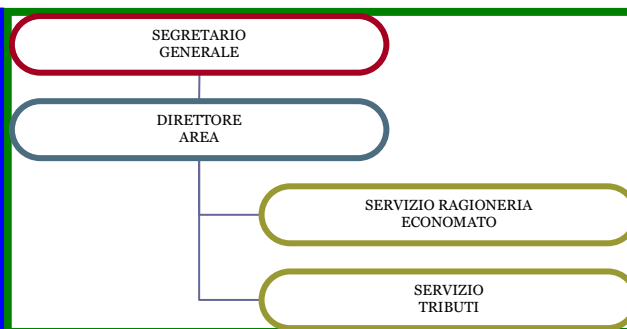 SEGRETARIO
GENERALE
DIRETTORE
AREA
SERVIZIO RAGIONERIA
ECONOMATO
SERVIZIO
TRIBUTI